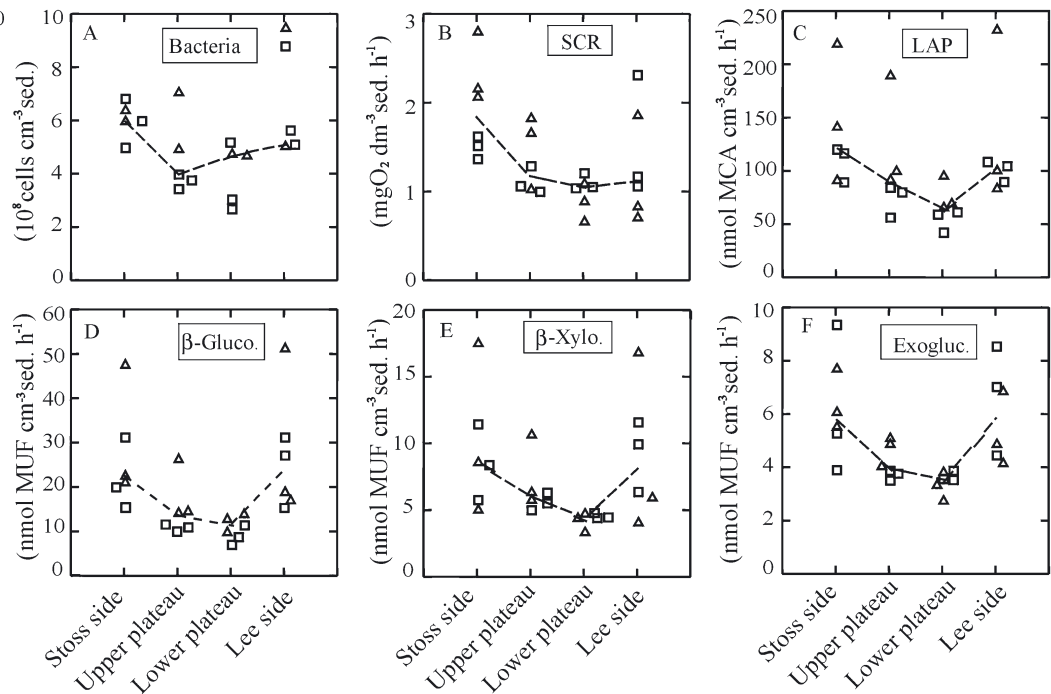 )
A
Bacteria
(10⁸cells cm⁻³sed.)
10
8
6
4
2
0
B
SCR
(mgO₂ dm⁻³sed. h⁻¹)
3
2
1
0
C
LAP
(nmol MCA cm⁻³sed. h⁻¹)
250
200
150
100
50
0
D
β-Gluco.
(nmol MUF cm⁻³sed. h⁻¹)
60
50
40
30
20
10
0
E
β-Xylo.
(nmol MUF cm⁻³sed. h⁻¹)
20
15
10
5
0
F
Exogluc.
(nmol MUF cm⁻³sed. h⁻¹)
10
8
6
4
2
0
Stoss side
Upper plateau
Lower plateau
Lee side
Stoss side
Upper plateau
Lower plateau
Lee side
Stoss side
Upper plateau
Lower plateau
Lee side